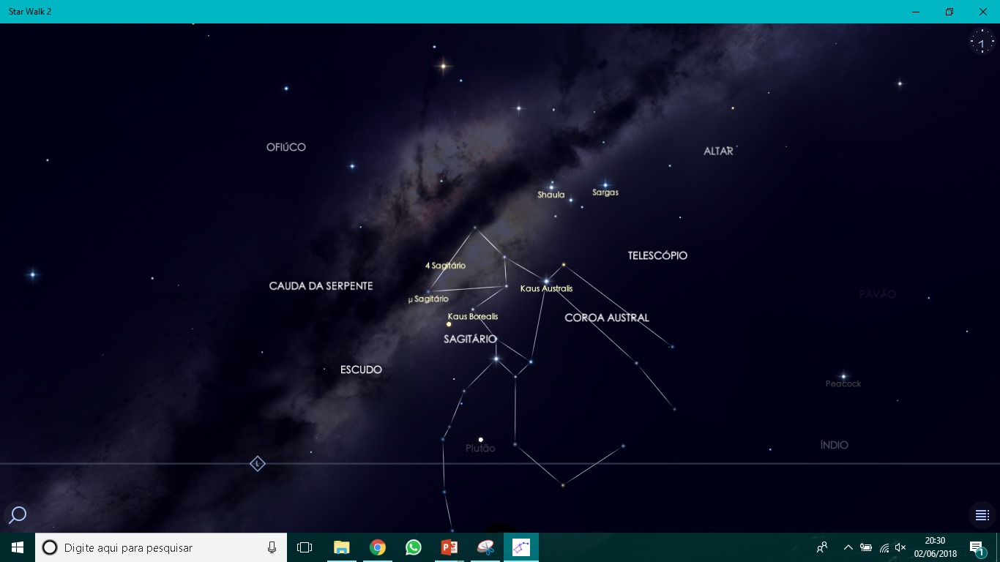 Star Walk 2
1
OFIÚCO
ALTAR
Shaula
Sargas
TELESCÓPIO
4 Sagitário
CAUDA DA SERPENTE
Kaus Australis
PAVÃO
µ Sagitário
Kaus Borealis
COROA AUSTRAL
SAGITÁRIO
ESCUDO
Peacock
Plutão
ÍNDIO
L
Digite aqui para pesquisar
20:30
02/06/2018
1